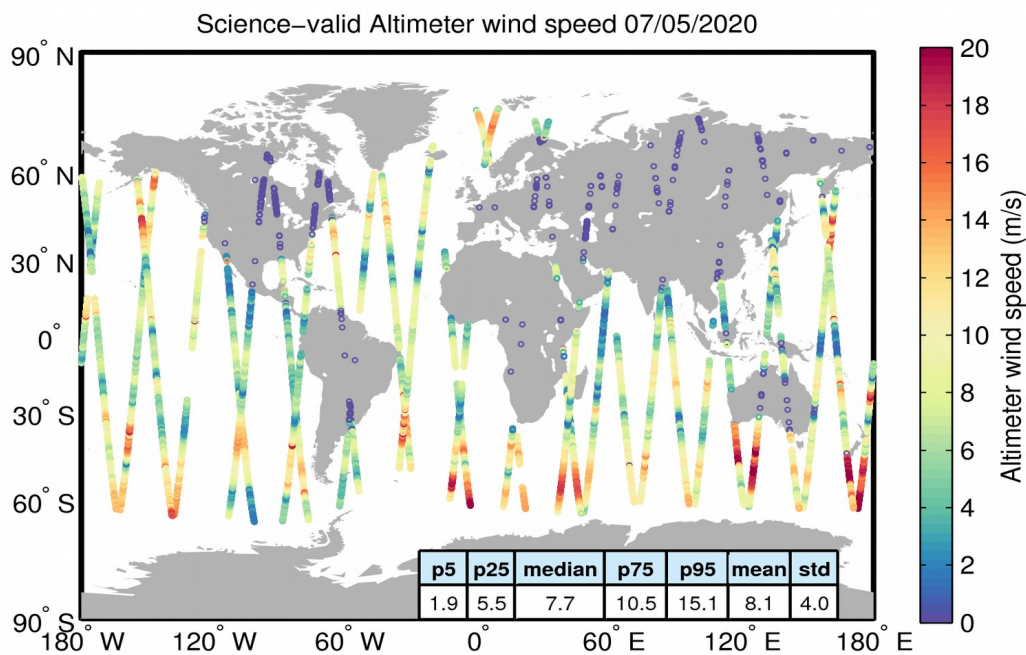 Science−valid Altimeter wind speed 07/05/2020
90° N
60° N
30° N
0°
30° S
60° S
90° S
180° W
120° W
60° W
0°
60° E
120° E
180° E
p5 p25 median p75 p95 mean std
1.9 5.5 7.7 10.5 15.1 8.1 4.0
20
18
16
14
12
10
8
6
4
2
0
Altimeter wind speed (m/s)